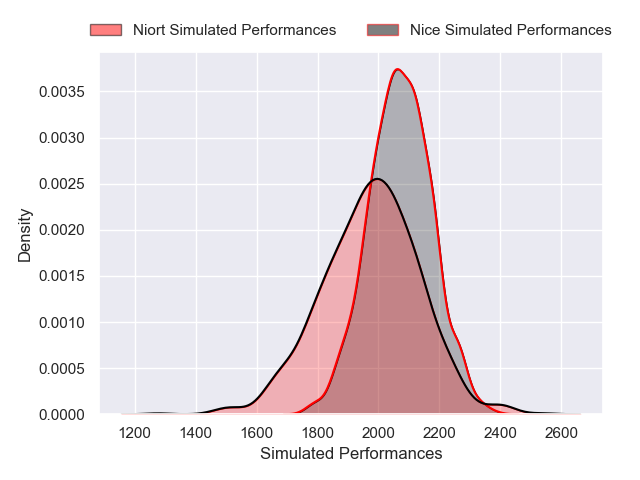 Niort Simulated Performances Nice Simulated Performances
0.0035
0.0030
0.0025
0.0020
0.0015
0.0010
0.0005
0.0000
Density
1200 1400 1600 1800 2000 2200 2400 2600
Simulated Performances